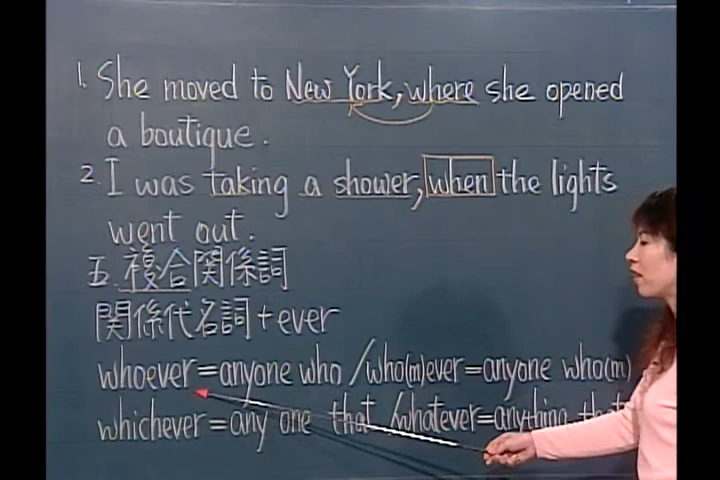 1. She moved to New York, where she opened
a boutique.
2. I was taking a shower, when the lights
went out.
五. 複合関係詞
関係代名詞+ever
whoever=anyone who /who(m)ever=anyone who(m)
whichever=any one that /whatever=anything that